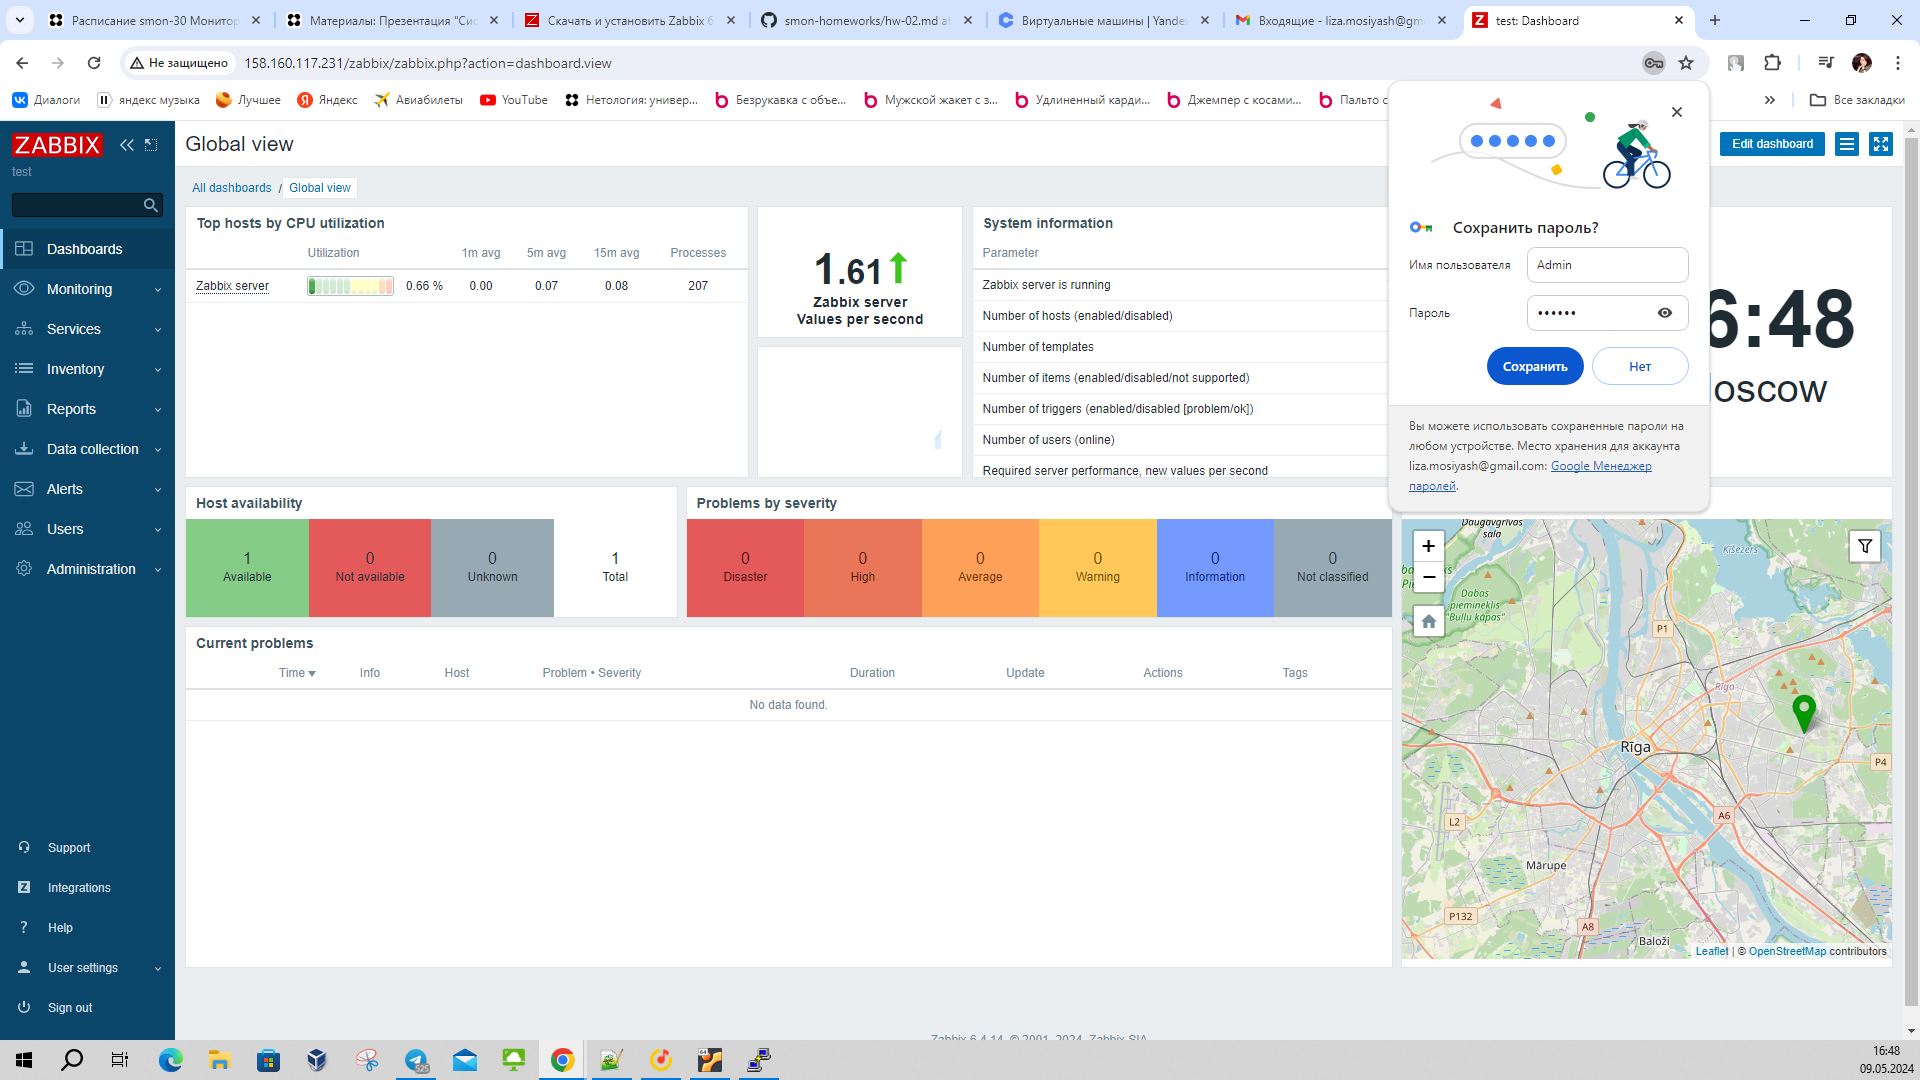 Расписание smon-30 Монитор
Материалы: Презентация "Сис
Скачать и установить Zabbix 6
smon-homeworks/hw-02.md at
Виртуальные машины | Yande
Входящие - liza.mosiyash@gm
test: Dashboard
Не защищено
158.160.117.231/zabbix/zabbix.php?action=dashboard.view
Диалоги
яндекс музыка
Лучшее
Яндекс
Авиабилеты
YouTube
Нетология: универ...
Безрукавка с объе...
Мужской жакет с з...
Удлиненный карди...
Джемпер с косами...
Пальто с
Все закладки
ZABBIX
test
Dashboards
Monitoring
Services
Inventory
Reports
Data collection
Alerts
Users
Administration
Support
Integrations
Help
User settings
Sign out
Global view
Edit dashboard
All dashboards / Global view
Top hosts by CPU utilization
Utilization 1m avg 5m avg 15m avg Processes
Zabbix server 0.66 % 0.00 0.07 0.08 207
1.61
Zabbix server
Values per second
System information
Parameter
Zabbix server is running
Number of hosts (enabled/disabled)
Number of templates
Number of items (enabled/disabled/not supported)
Number of triggers (enabled/disabled [problem/ok])
Number of users (online)
Required server performance, new values per second
Сохранить пароль?
Имя пользователя Admin
Пароль ••••••
Сохранить Нет
Вы можете использовать сохраненные пароли на
любом устройстве. Место хранения для аккаунта
liza.mosiyash@gmail.com: Google Менеджер
паролей.
6:48
oscow
Host availability
1 Available
0 Not available
0 Unknown
1 Total
Problems by severity
0 Disaster
0 High
0 Average
0 Warning
0 Information
0 Not classified
Current problems
Time Info Host Problem • Severity Duration Update Actions Tags
No data found.
Daugavgrīvas
sala
Ķīšezers
+
−
Dabas
piemineklis
"Buļļu kāpas"
P1
Rīga
Rīga
P4
L2
A6
Mārupe
P132
A8
Baloži
Leaflet | © OpenStreetMap contributors
Zabbix 6.4.14. © 2001–2024, Zabbix SIA
525
64
16:48
09.05.2024